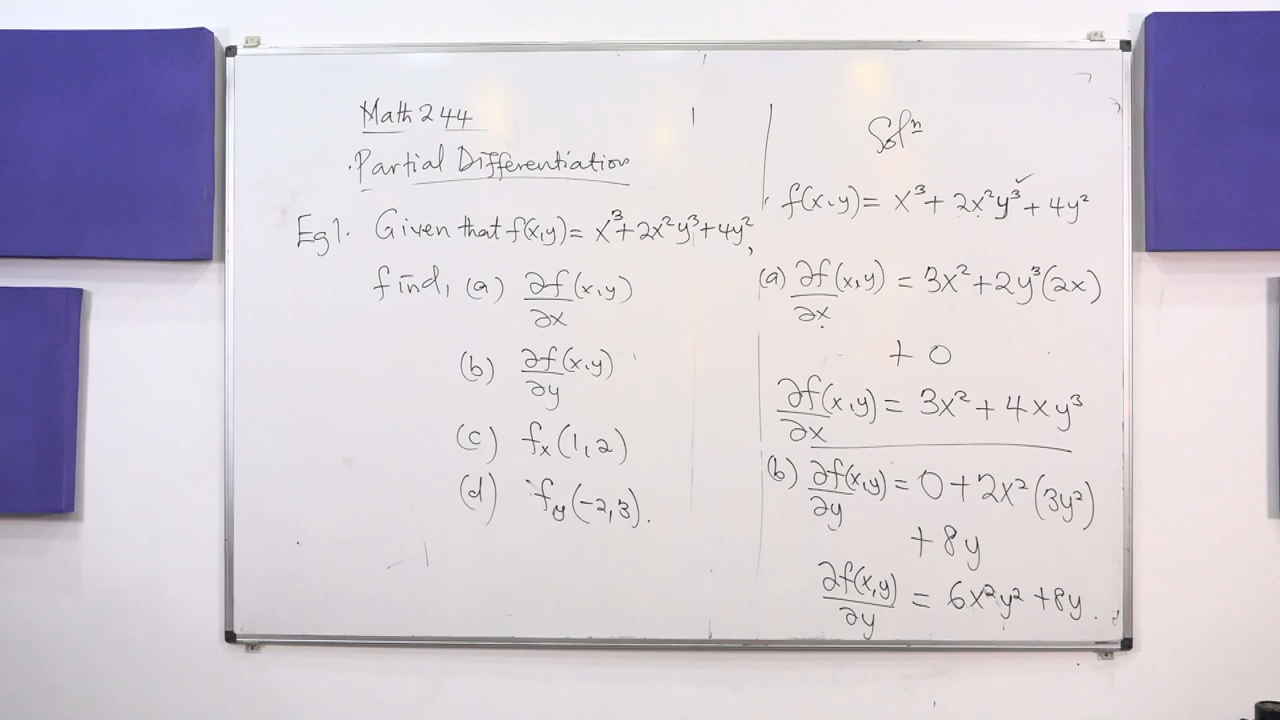 Math 244
Partial Differentiation
Eg1. Given that f(x,y) = x³+2x²y³+4y²,
find, (a) ∂f/∂x (x,y)
(b) ∂f/∂y (x,y)
(c) fₓ(1,2)
(d) f_y(-2,3).
Solⁿ
f(x,y) = x³ + 2x²y³ + 4y²
(a) ∂f/∂x (x,y) = 3x² + 2y³(2x)
+ 0
∂f/∂x (x,y) = 3x² + 4xy³
(b) ∂f/∂y (x,y) = 0 + 2x²(3y²)
+ 8y
∂f(x,y)/∂y = 6x²y² + 8y.